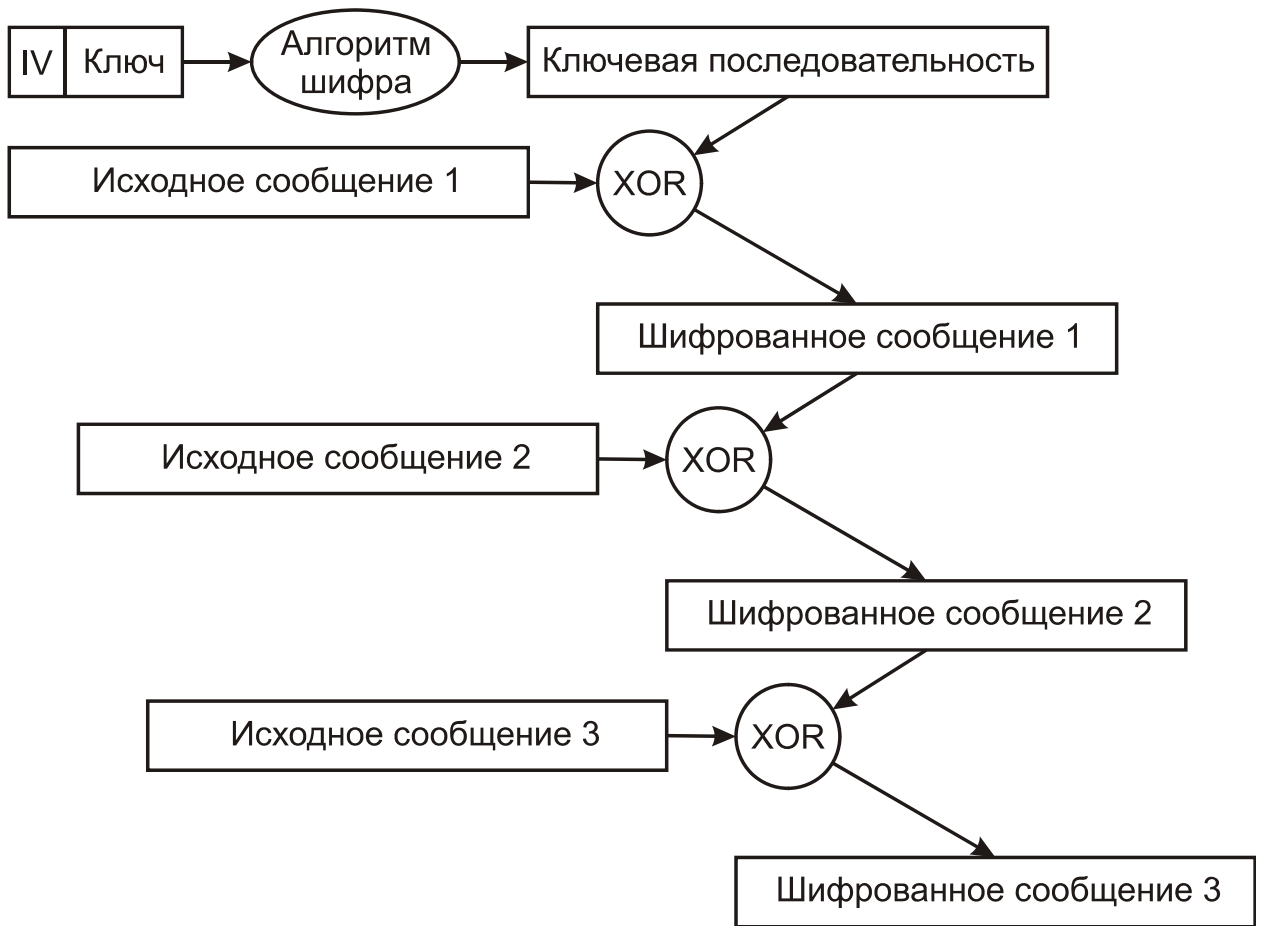 IV
Ключ
Алгоритм
шифра
Ключевая последовательность
Исходное сообщение 1
XOR
Шифрованное сообщение 1
Исходное сообщение 2
XOR
Шифрованное сообщение 2
Исходное сообщение 3
XOR
Шифрованное сообщение 3